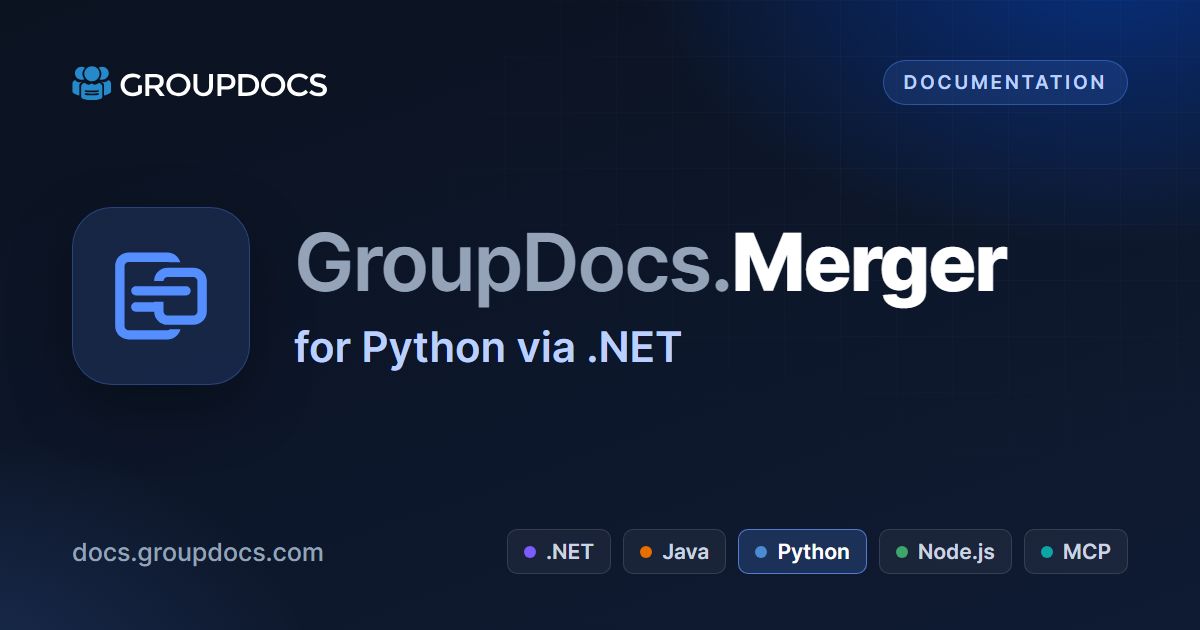 GROUPDOCS
DOCUMENTATION
GroupDocs.Merger
for Python via .NET
docs.groupdocs.com
.NET
Java
Python
Node.js
MCP